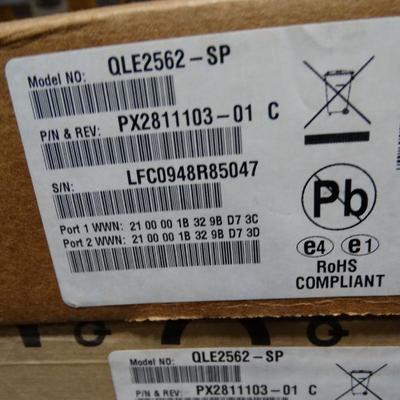 Model NO: QLE2562-SP
P/N & REV: PX2811103-01 C
S/N: LFC0948R85047
Port 1 WWN: 21 00 00 1B 32 9B D7 3C
Port 2 WWN: 21 00 00 1B 32 9B D7 3D
Pb
e4 e1
RoHS
COMPLIANT
Model NO: QLE2562-SP
P/N & REV: PX2811103-01 C